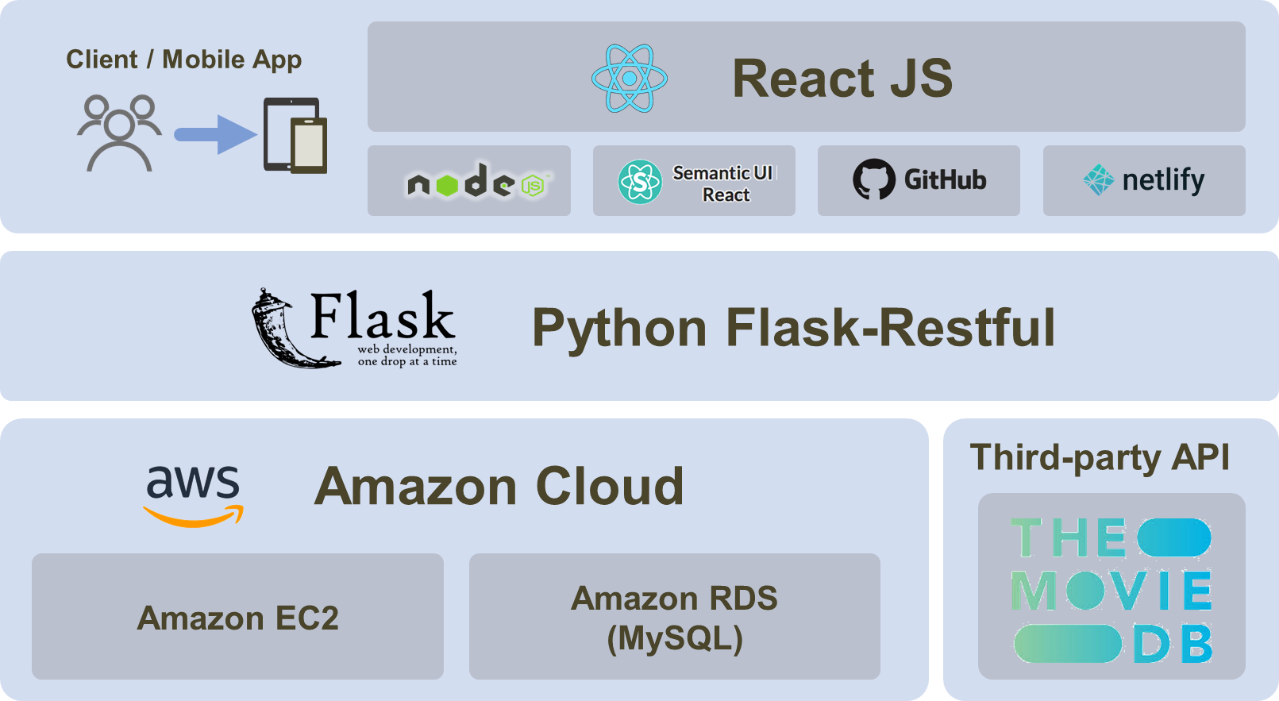 Client / Mobile App
React JS
node JS
Semantic UI
React
GitHub
netlify
Flask
web development,
one drop at a time
Python Flask-Restful
aws
Amazon Cloud
Amazon EC2
Amazon RDS
(MySQL)
Third-party API
THE
MOVIE
DB